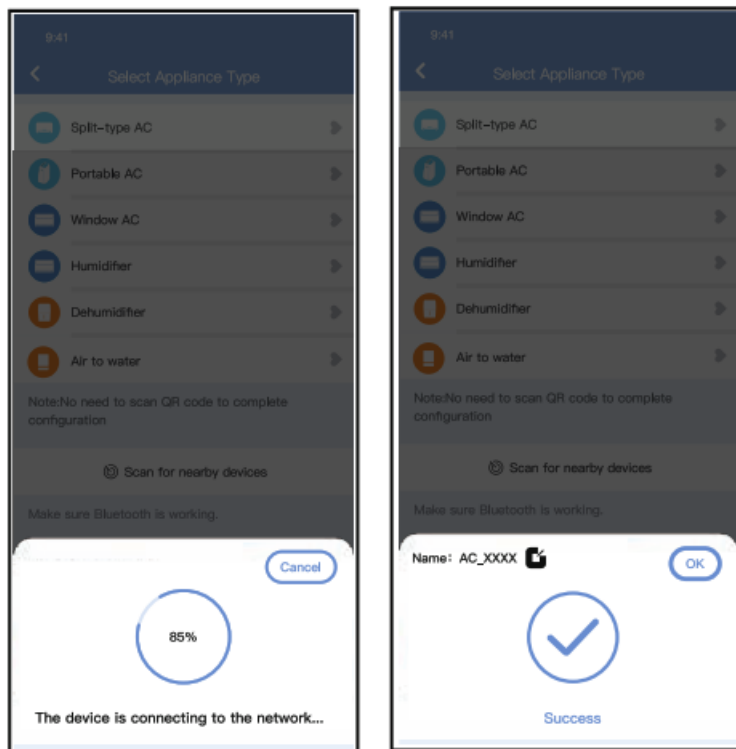 9:41
Select Appliance Type
Split-type AC
Portable AC
Window AC
Humidifier
Dehumidifier
Air to water
Note:No need to scan QR code to complete
configuration
Scan for nearby devices
Make sure Bluetooth is working.
Cancel
85%
The device is connecting to the network...
9:41
Select Appliance Type
Split-type AC
Portable AC
Window AC
Humidifier
Dehumidifier
Air to water
Note:No need to scan QR code to complete
configuration
Scan for nearby devices
Make sure Bluetooth is working.
Name: AC_XXXX
OK
Success